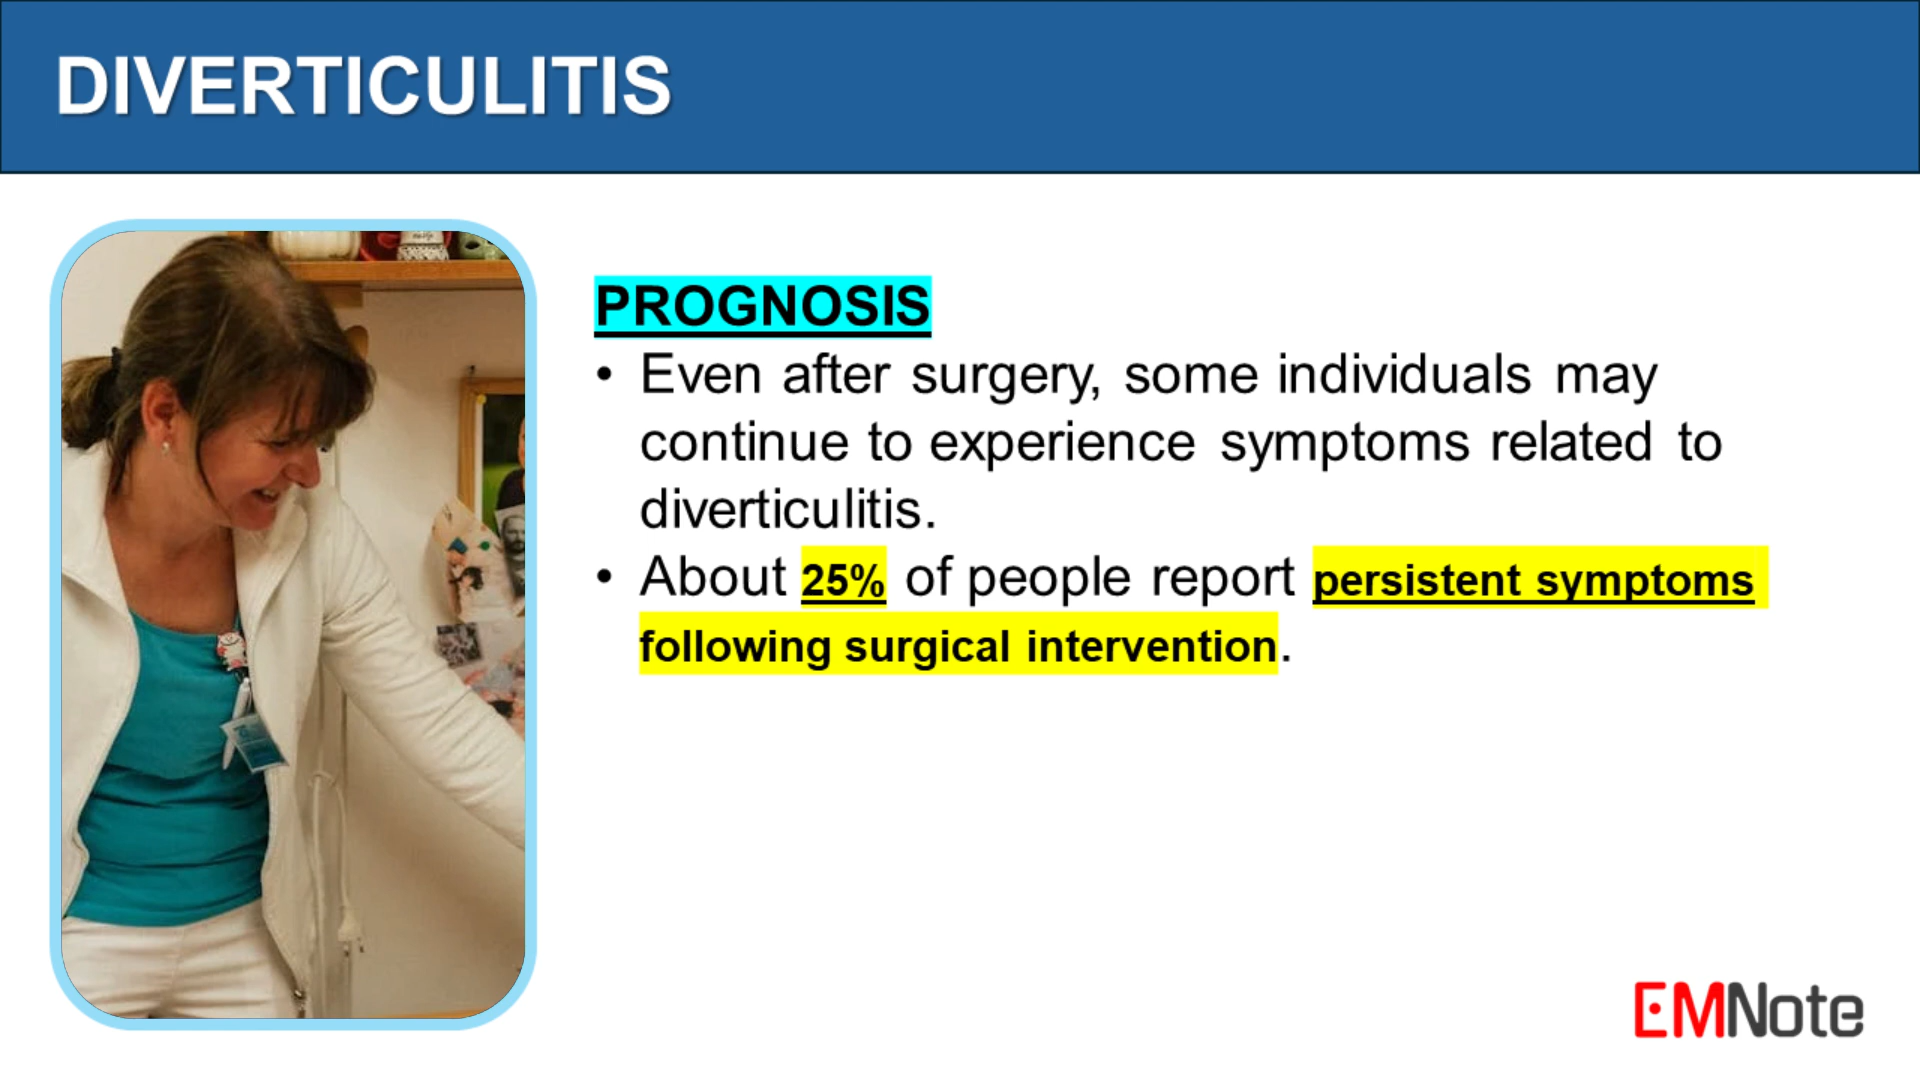 DIVERTICULITIS
PROGNOSIS
• Even after surgery, some individuals may
continue to experience symptoms related to
diverticulitis.
• About 25% of people report persistent symptoms
following surgical intervention.
EMNote